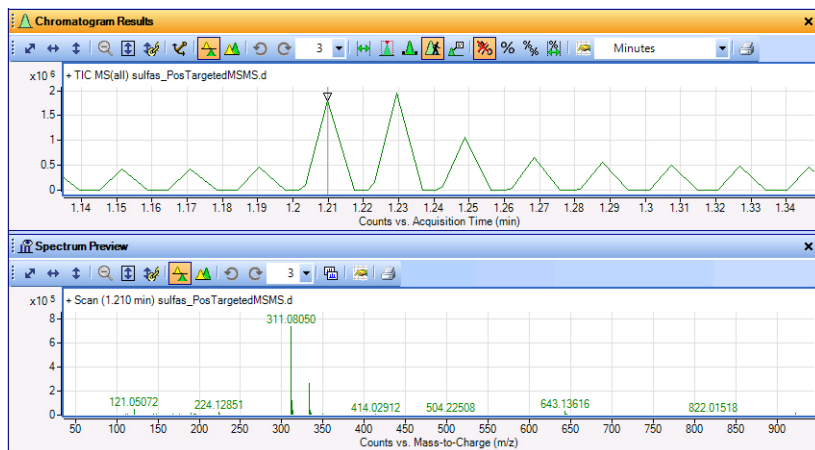 Chromatogram Results
3
%
Minutes
x10 6
+ TIC MS(all) sulfas_PosTargetedMSMS.d
2
1.5
1
0.5
0
1.14 1.15 1.16 1.17 1.18 1.19 1.2 1.21 1.22 1.23 1.24 1.25 1.26 1.27 1.28 1.29 1.3 1.31 1.32 1.33 1.34
Counts vs. Acquisition Time (min)
Spectrum Preview
3
x10 5
+ Scan (1.210 min) sulfas_PosTargetedMSMS.d
8
311.08050
6
4
2
121.05072 224.12851 414.02912 504.22508 643.13616 822.01518
0
50 100 150 200 250 300 350 400 450 500 550 600 650 700 750 800 850 900
Counts vs. Mass-to-Charge (m/z)